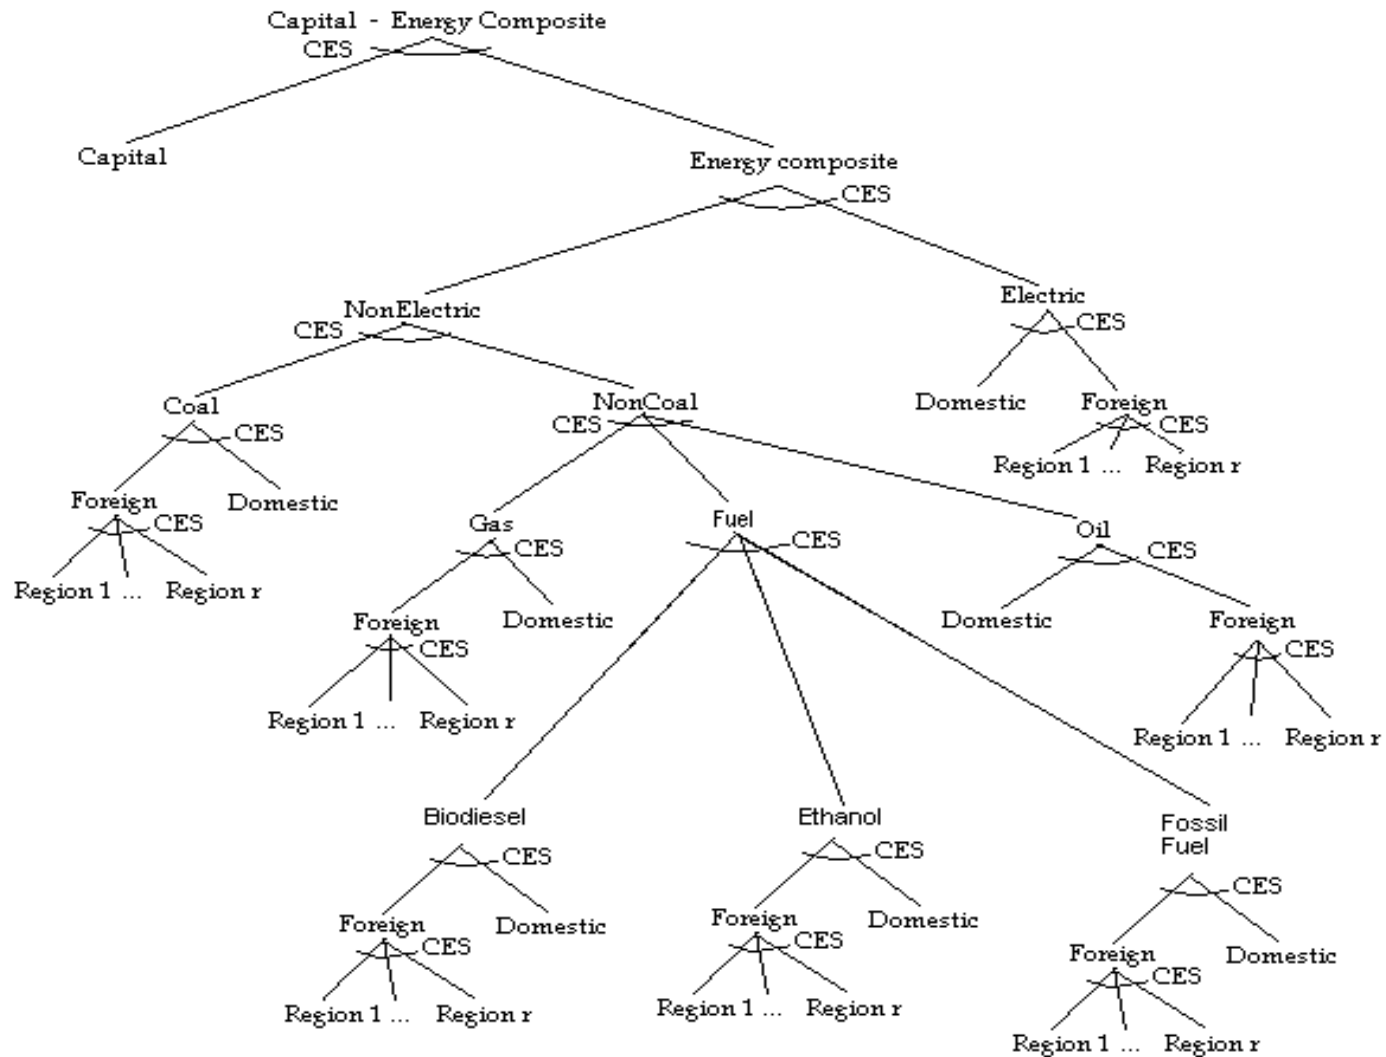 Capital - Energy Composite
CES
Capital
Energy composite
CES
NonElectric
CES
Electric
CES
Coal
CES
NonCoal
CES
Domestic
Foreign
CES
Region 1 ... Region r
Foreign
CES
Domestic
Region 1 ... Region r
Gas
CES
Fuel
CES
Oil
CES
Foreign
CES
Domestic
Region 1 ... Region r
Domestic
Foreign
CES
Region 1 ... Region r
Biodiesel
CES
Ethanol
CES
Fossil
Fuel
CES
Foreign
CES
Domestic
Region 1 ... Region r
Foreign
CES
Domestic
Region 1 ... Region r
Foreign
CES
Domestic
Region 1 ... Region r